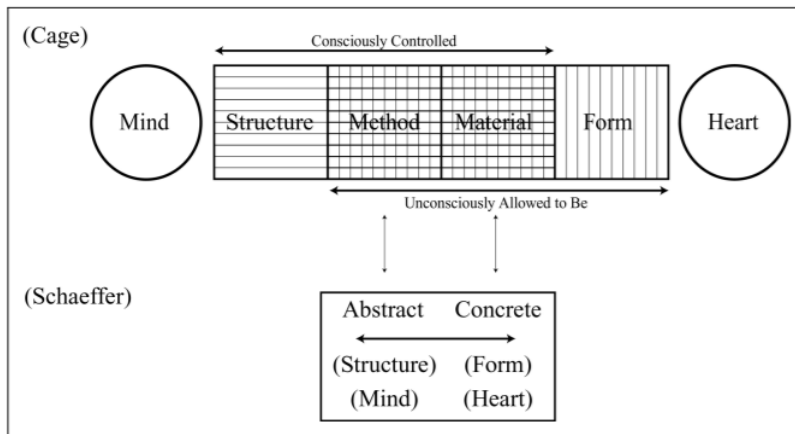 (Cage)
Consciously Controlled
Mind Structure Method Material Form Heart
Unconsciously Allowed to Be
(Schaeffer)
Abstract Concrete
(Structure) (Form)
(Mind) (Heart)